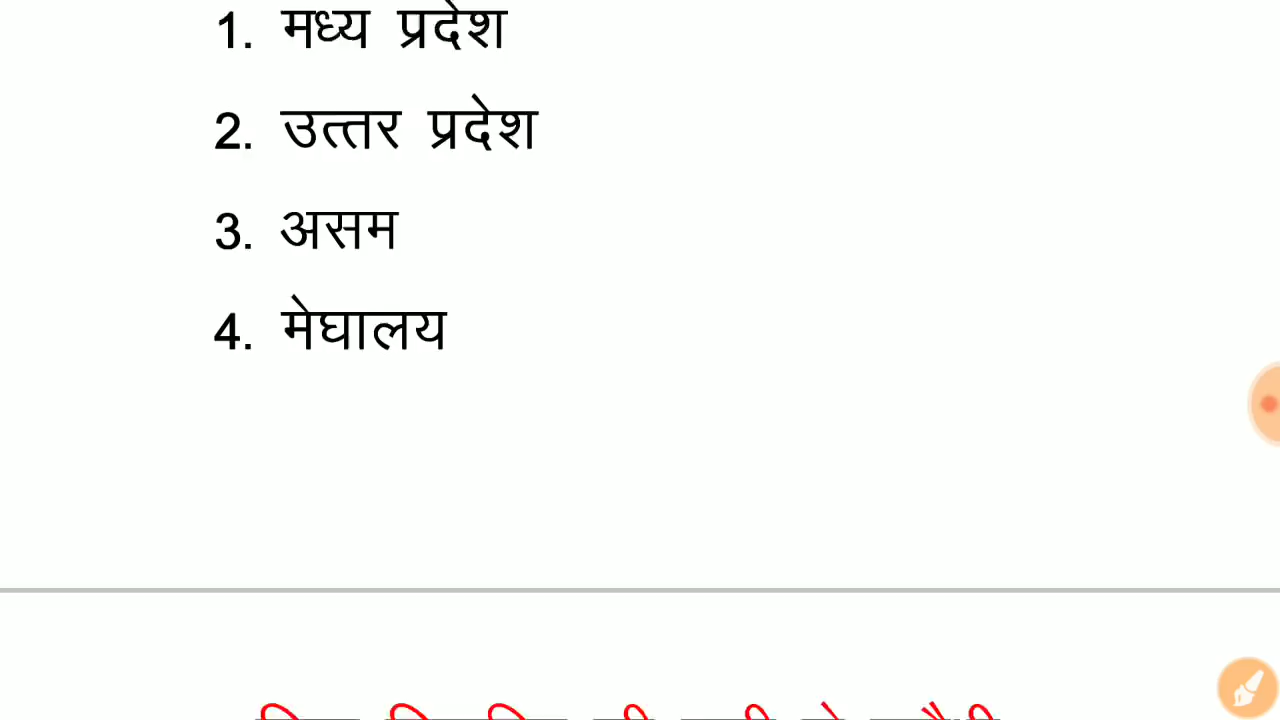 1. मध्य प्रदेश
2. उत्तर प्रदेश
3. असम
4. मेघालय